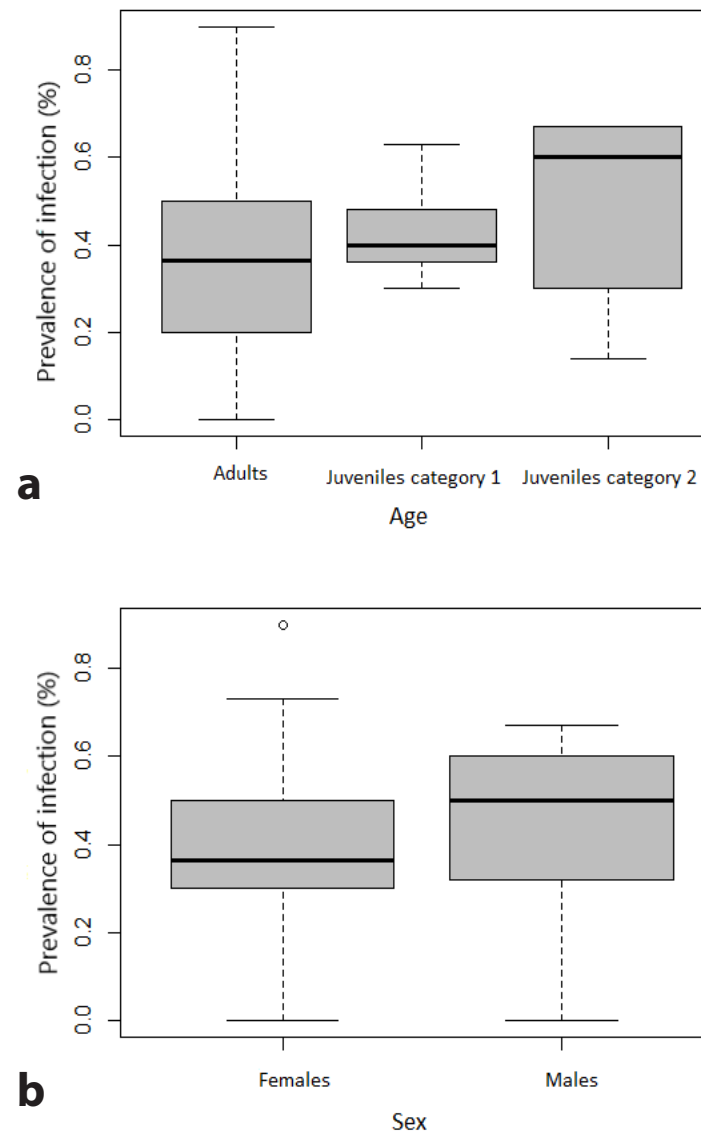 Prevalence of infection (%)
0.8
0.6
0.4
0.2
0.0
Adults
Juveniles category 1
Juveniles category 2
Age
a
Prevalence of infection (%)
0.8
0.6
0.4
0.2
0.0
Females
Males
Sex
b